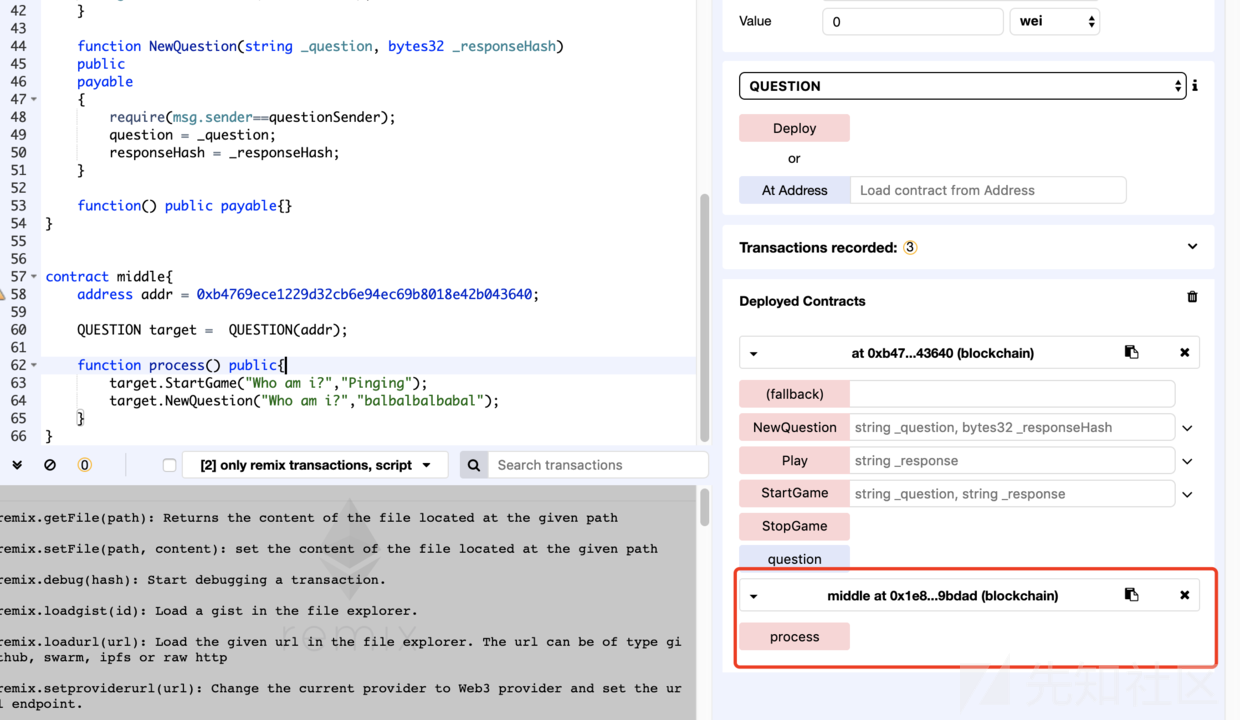 42 }
43
44 function NewQuestion(string _question, bytes32 _responseHash)
45 public
46 payable
47 {
48 require(msg.sender==questionSender);
49 question = _question;
50 responseHash = _responseHash;
51 }
52
53 function() public payable{}
54 }
55
56
57 contract middle{
58 address addr = 0xb4769ece1229d32cb6e94ec69b8018e42b043640;
59
60 QUESTION target =  QUESTION(addr);
61
62 function process() public{
63 target.StartGame("Who am i?","Pinging");
64 target.NewQuestion("Who am i?","balbalbalbabal");
65 }
66 }
0
[2] only remix transactions, script
Search transactions
remix.getFile(path): Returns the content of the file located at the given path
remix.setFile(path, content): set the content of the file located at the given path
remix.debug(hash): Start debugging a transaction.
remix.loadgist(id): Load a gist in the file explorer.
remix.loadurl(url): Load the given url in the file explorer. The url can be of type gi
thub, swarm, ipfs or raw http
remix.setproviderurl(url): Change the current provider to Web3 provider and set the ur
l endpoint.
remix
Value
0
wei
QUESTION
i
Deploy
or
At Address
Load contract from Address
Transactions recorded: 3
Deployed Contracts
at 0xb47...43640 (blockchain)
(fallback)
NewQuestion
string _question, bytes32 _responseHash
Play
string _response
StartGame
string _question, string _response
StopGame
question
middle at 0x1e8...9bdad (blockchain)
process
先知社区